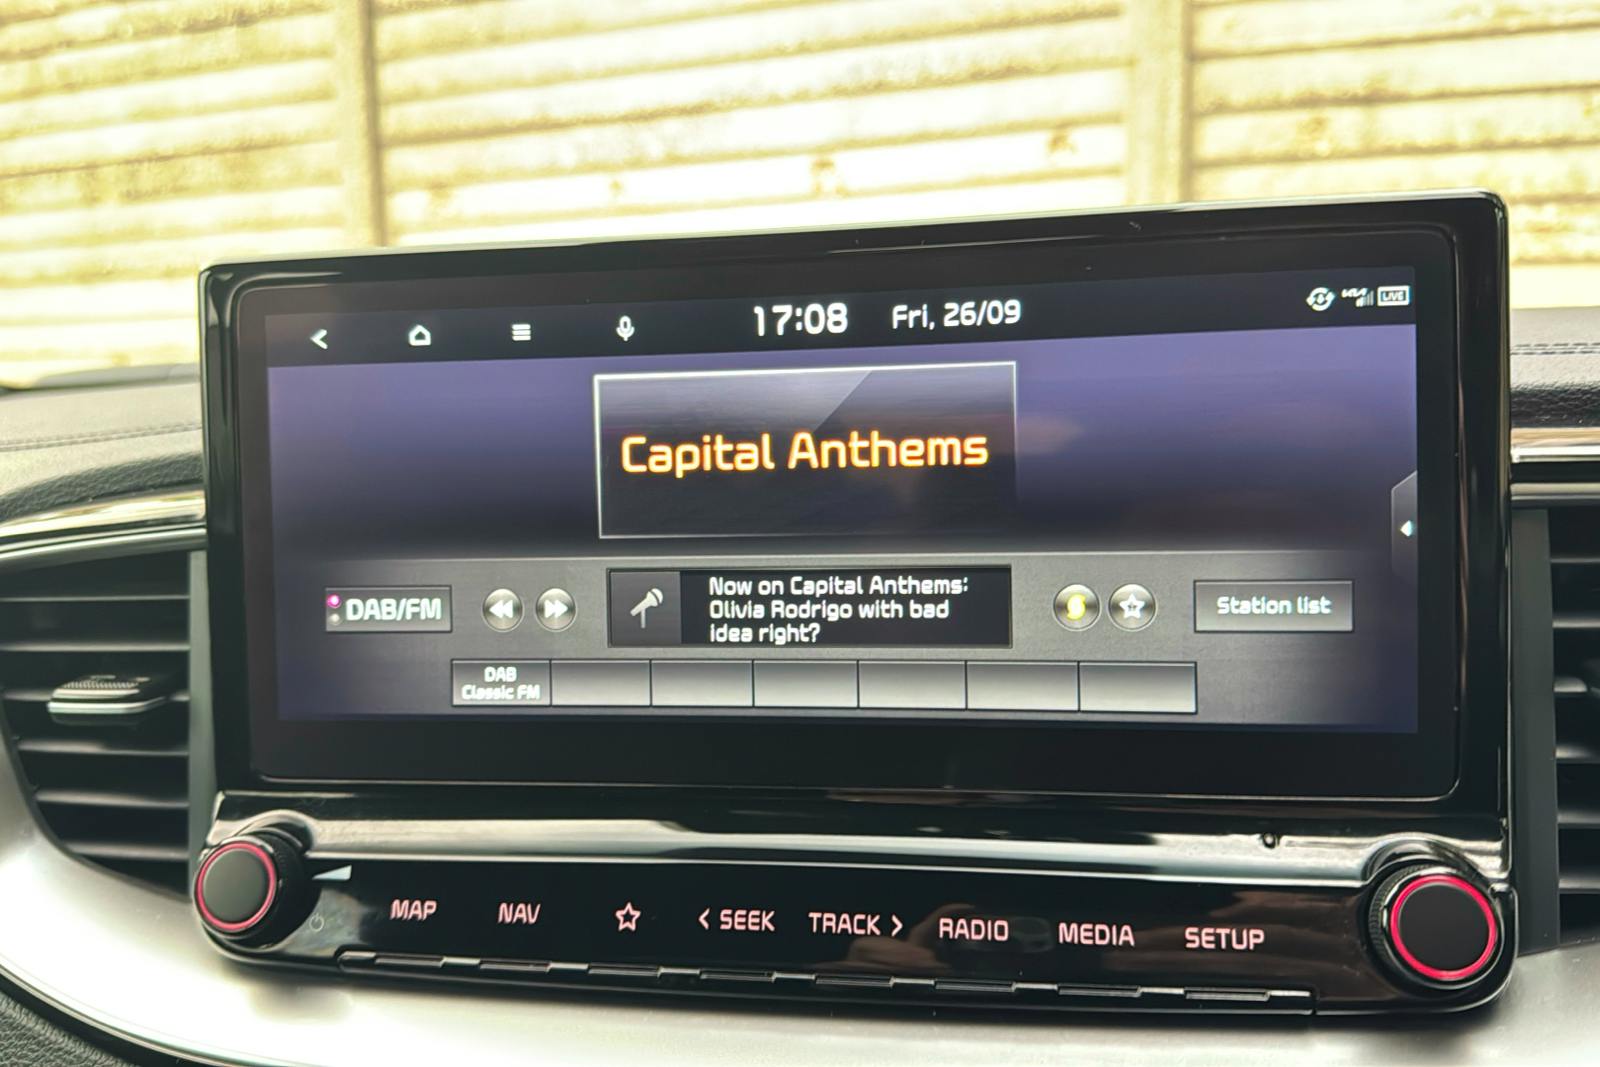 17:08 Fri, 26/09
LIVE
Capital Anthems
DAB/FM
Now on Capital Anthems:
Olivia Rodrigo with bad
idea right?
Station list
DAB
Classic FM
MAP NAV < SEEK TRACK > RADIO MEDIA SETUP